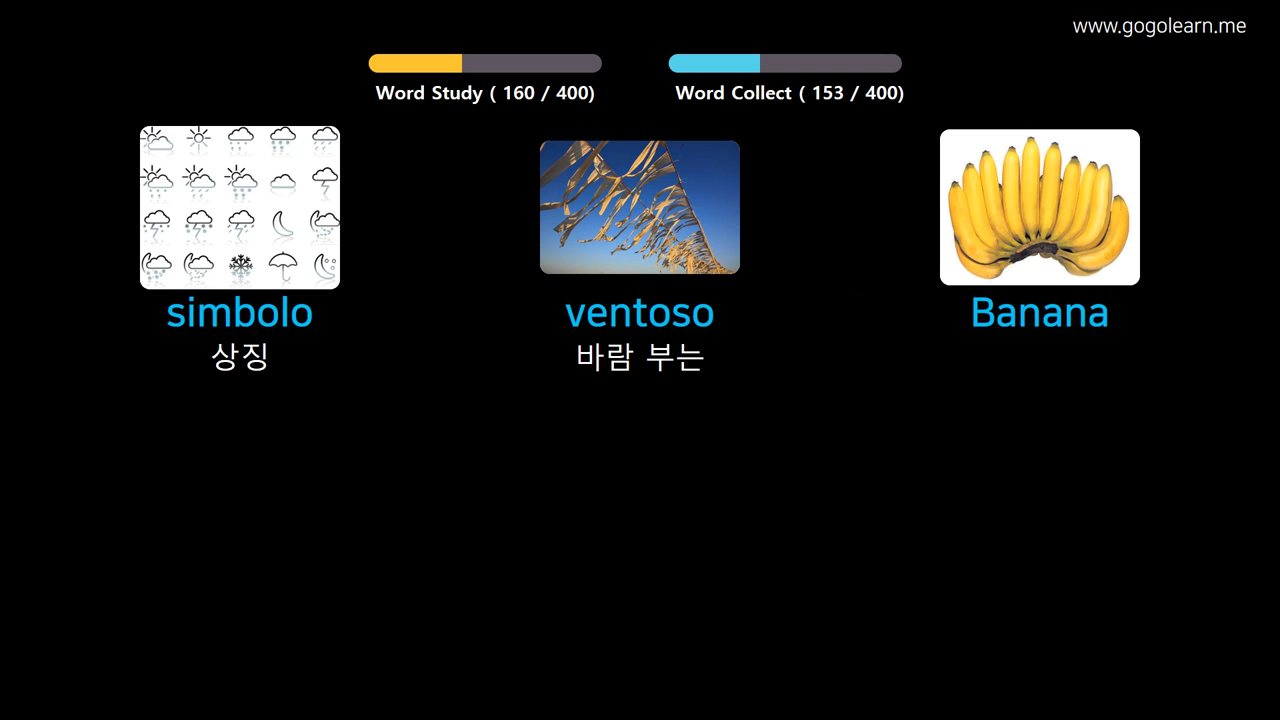 www.gogolearn.me
Word Study ( 160 / 400)
Word Collect ( 153 / 400)
simbolo
상징
ventoso
바람 부는
Banana